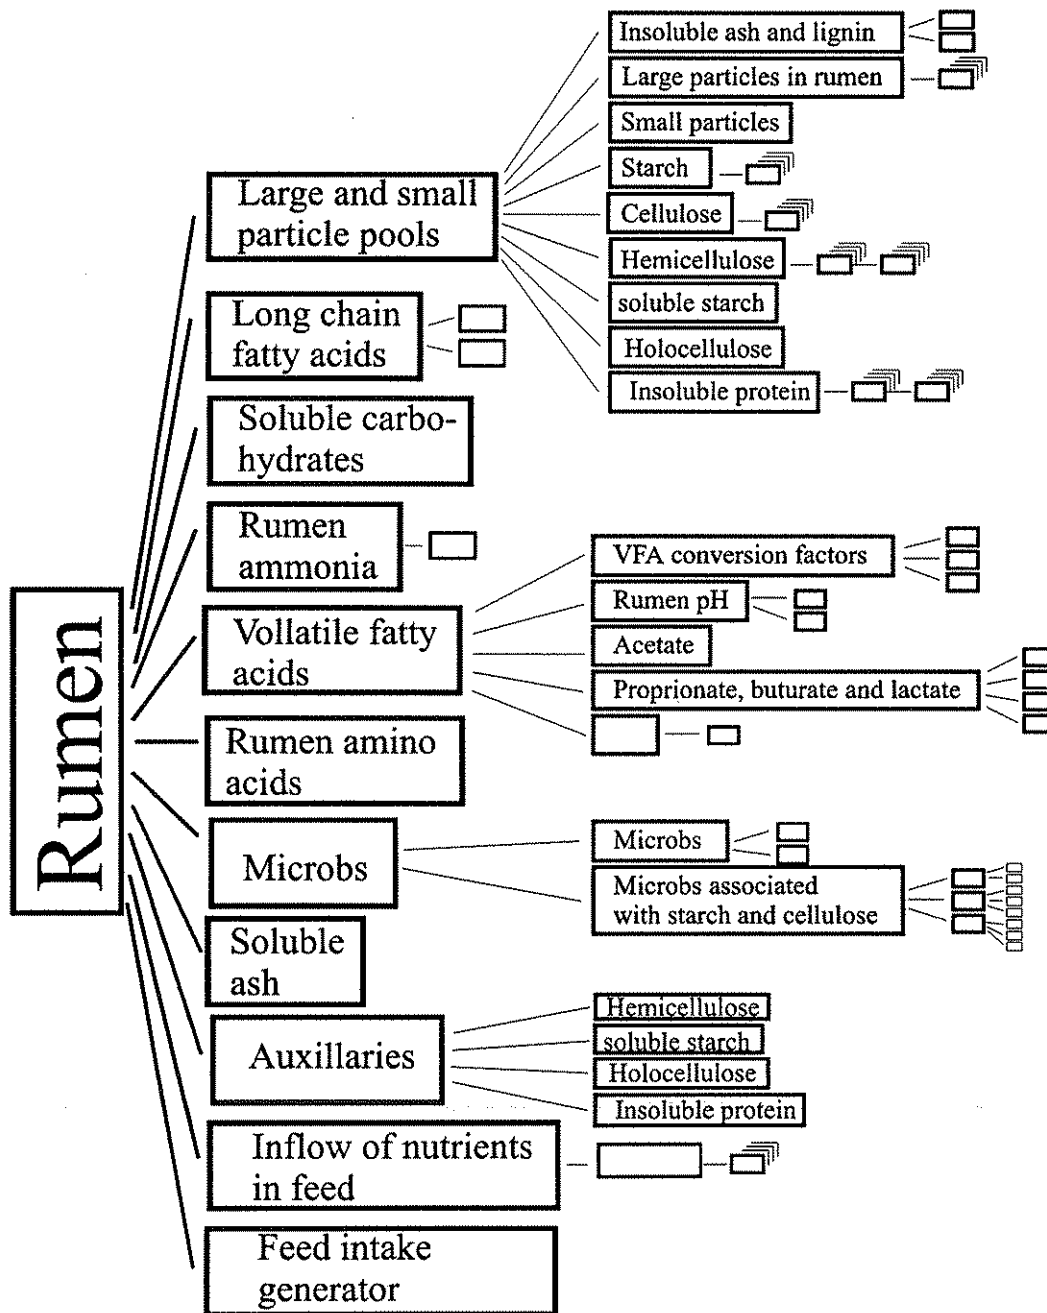 Rumen
Large and small
particle pools
Insoluble ash and lignin
Large particles in rumen
Small particles
Starch
Cellulose
Hemicellulose
soluble starch
Holocellulose
Insoluble protein
Long chain
fatty acids
Soluble carbo-
hydrates
Rumen
ammonia
Vollatile fatty
acids
VFA conversion factors
Rumen pH
Acetate
Proprionate, buturate and lactate
Rumen amino
acids
Microbs
Microbs
Microbs associated
with starch and cellulose
Soluble
ash
Auxillaries
Hemicellulose
soluble starch
Holocellulose
Insoluble protein
Inflow of nutrients
in feed
Feed intake
generator